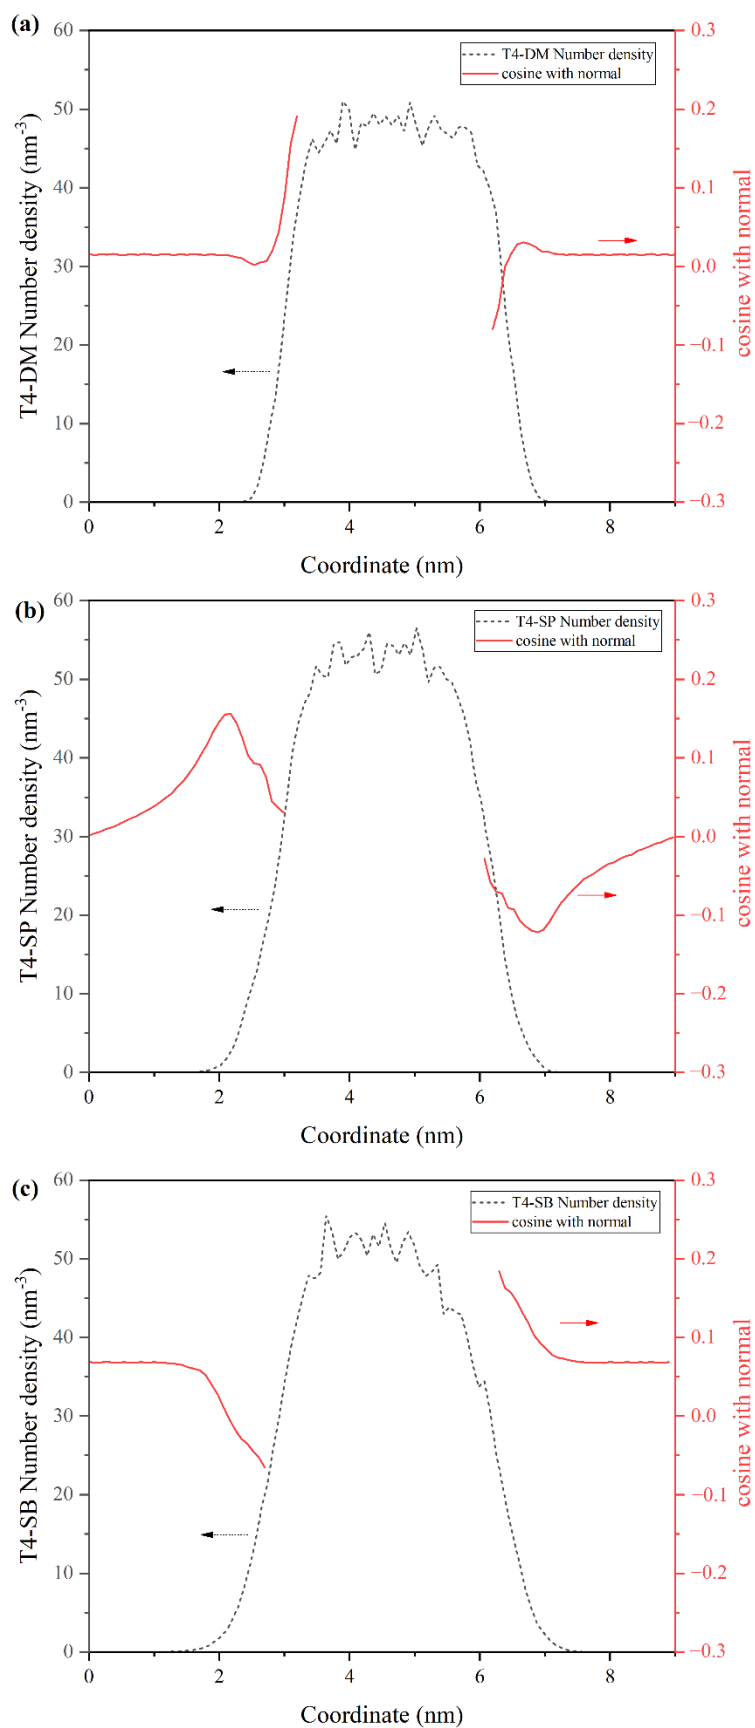 (a)
T4-DM Number density
cosine with normal
T4-DM Number density (nm⁻³)
60
50
40
30
20
10
0
0.3
0.2
0.1
0.0
−0.1
−0.2
−0.3
cosine with normal
0 2 4 6 8
Coordinate (nm)
(b)
T4-SP Number density
cosine with normal
T4-SP Number density (nm⁻³)
60
50
40
30
20
10
0
0.3
0.2
0.1
0.0
−0.1
−0.2
−0.3
cosine with normal
0 2 4 6 8
Coordinate (nm)
(c)
T4-SB Number density
cosine with normal
T4-SB Number density (nm⁻³)
60
50
40
30
20
10
0
0.3
0.2
0.1
0.0
−0.1
−0.2
−0.3
cosine with normal
0 2 4 6 8
Coordinate (nm)